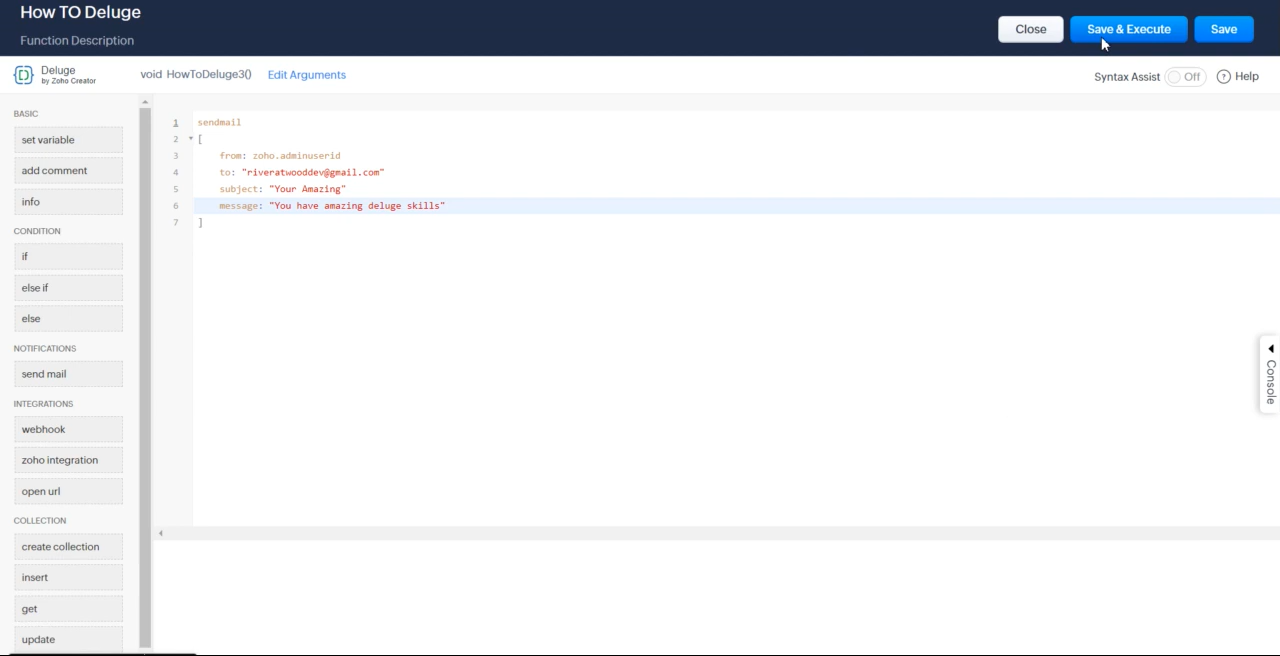 How TO Deluge
Function Description
Close
Save & Execute
Save
Deluge
by Zoho Creator
void HowToDeluge3()
Edit Arguments
Syntax Assist
Off
? Help
BASIC
set variable
add comment
info
CONDITION
if
else if
else
NOTIFICATIONS
send mail
INTEGRATIONS
webhook
zoho integration
open url
COLLECTION
create collection
insert
get
update
1 sendmail
2 [
3 from: zoho.adminuserid
4 to: "riveratwooddev@gmail.com"
5 subject: "Your Amazing"
6 message: "You have amazing deluge skills"
7 ]
Console